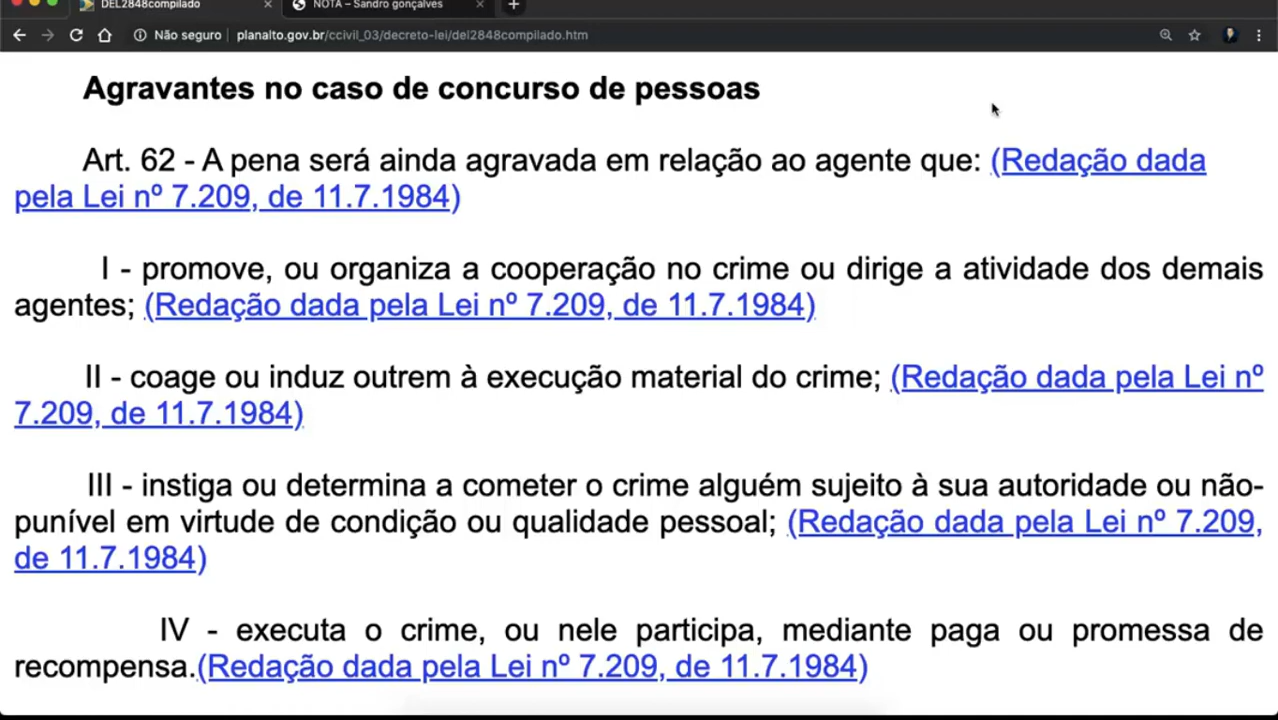 DEL2848compilado
NOTA – Sandro gonçalves
Não seguro
planalto.gov.br/ccivil_03/decreto-lei/del2848compilado.htm
Agravantes no caso de concurso de pessoas
Art. 62 - A pena será ainda agravada em relação ao agente que: (Redação dada
pela Lei nº 7.209, de 11.7.1984)
I - promove, ou organiza a cooperação no crime ou dirige a atividade dos demais
agentes; (Redação dada pela Lei nº 7.209, de 11.7.1984)
II - coage ou induz outrem à execução material do crime; (Redação dada pela Lei nº
7.209, de 11.7.1984)
III - instiga ou determina a cometer o crime alguém sujeito à sua autoridade ou não-
punível em virtude de condição ou qualidade pessoal; (Redação dada pela Lei nº 7.209,
de 11.7.1984)
IV - executa o crime, ou nele participa, mediante paga ou promessa de
recompensa.(Redação dada pela Lei nº 7.209, de 11.7.1984)